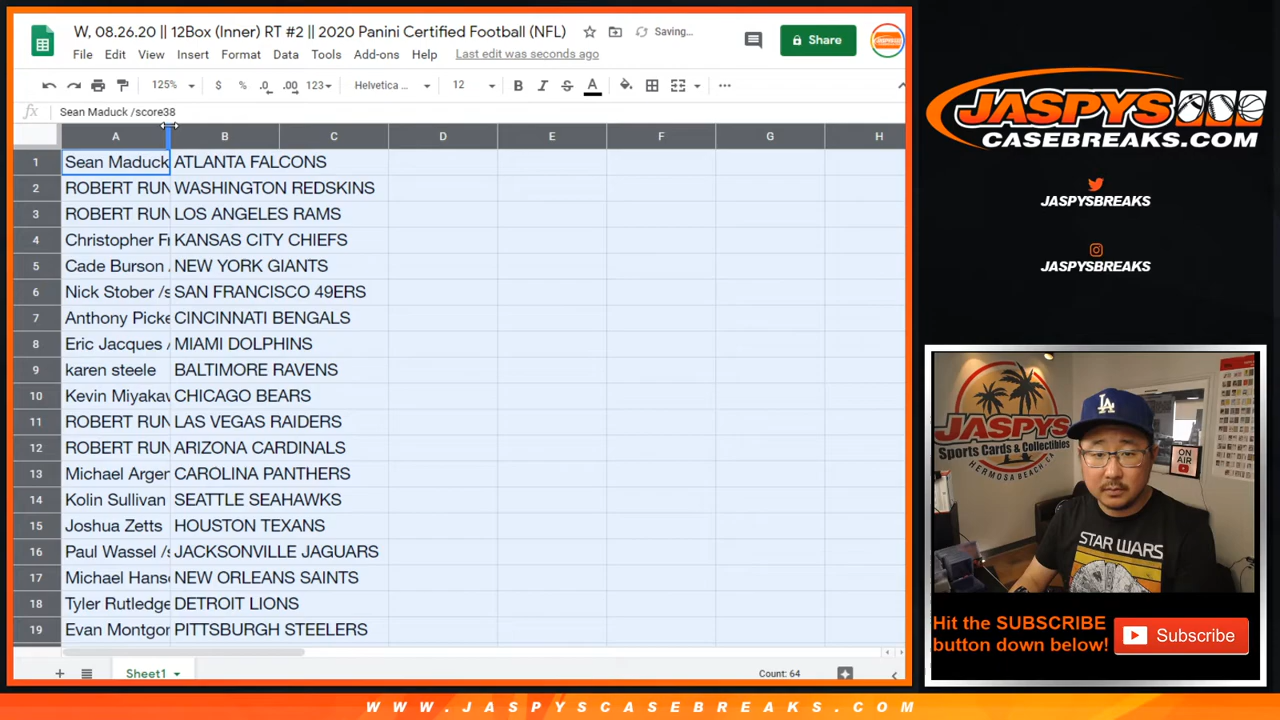 W, 08.26.20 || 12Box (Inner) RT #2 || 2020 Panini Certified Football (NFL)
Saving...
File Edit View Insert Format Data Tools Add-ons Help Last edit was seconds ago
Share
125% $ % .0 .00 123 Helvetica ... 12 B I S A
fx Sean Maduck /score38
A B C D E F G H
1 Sean Maduck ATLANTA FALCONS
2 ROBERT RUN WASHINGTON REDSKINS
3 ROBERT RUN LOS ANGELES RAMS
4 Christopher Fr KANSAS CITY CHIEFS
5 Cade Burson / NEW YORK GIANTS
6 Nick Stober /s SAN FRANCISCO 49ERS
7 Anthony Picke CINCINNATI BENGALS
8 Eric Jacques / MIAMI DOLPHINS
9 karen steele BALTIMORE RAVENS
10 Kevin Miyakaw CHICAGO BEARS
11 ROBERT RUN LAS VEGAS RAIDERS
12 ROBERT RUN ARIZONA CARDINALS
13 Michael Argen CAROLINA PANTHERS
14 Kolin Sullivan SEATTLE SEAHAWKS
15 Joshua Zetts HOUSTON TEXANS
16 Paul Wassel /s JACKSONVILLE JAGUARS
17 Michael Hanso NEW ORLEANS SAINTS
18 Tyler Rutledge DETROIT LIONS
19 Evan Montgor PITTSBURGH STEELERS
Sheet1
Count: 64
JASPYS
CASEBREAKS.COM
JASPYSBREAKS
JASPYSBREAKS
JASPYS
Sports Cards & Collectibles
HERMOSA BEACH, CA
LA
ON
AIR
STAR WARS
Hit the SUBSCRIBE
button down below!
Subscribe
WWW.JASPYSCASEBREAKS.COM